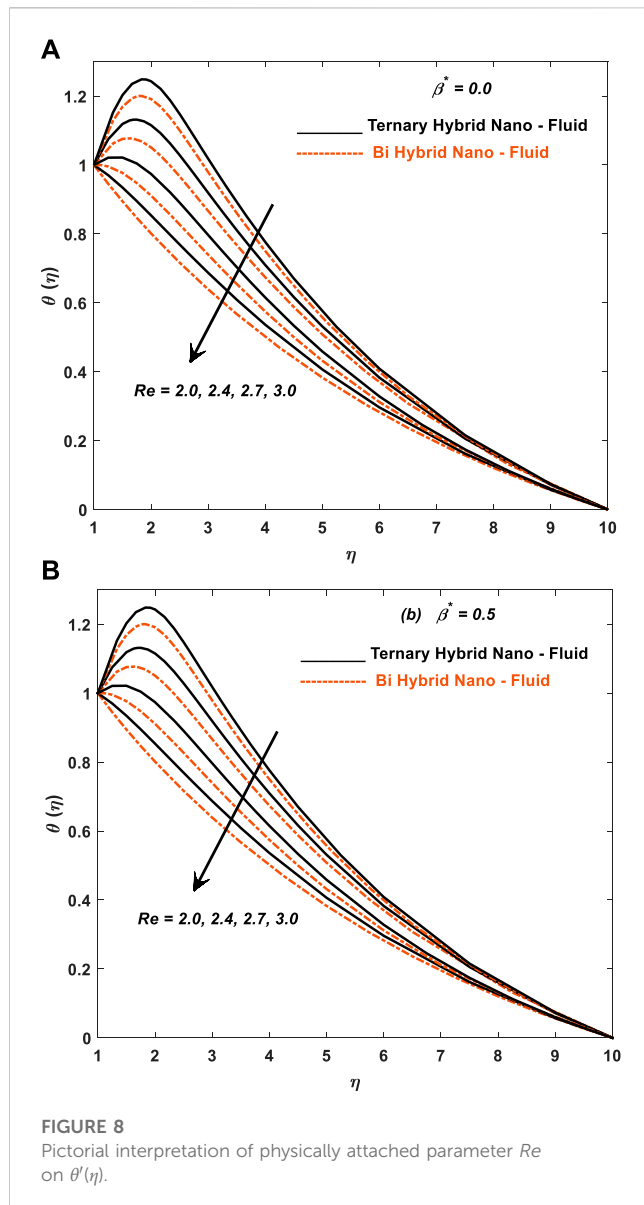 A
β* = 0.0
Ternary Hybrid Nano - Fluid
Bi Hybrid Nano - Fluid
1.2
1
0.8
0.6
0.4
0.2
0
θ (η)
Re = 2.0, 2.4, 2.7, 3.0
1 2 3 4 5 6 7 8 9 10
η
B
(b) β* = 0.5
Ternary Hybrid Nano - Fluid
Bi Hybrid Nano - Fluid
1.2
1
0.8
0.6
0.4
0.2
0
θ (η)
Re = 2.0, 2.4, 2.7, 3.0
1 2 3 4 5 6 7 8 9 10
η
FIGURE 8
Pictorial interpretation of physically attached parameter Re
on θ′(η).